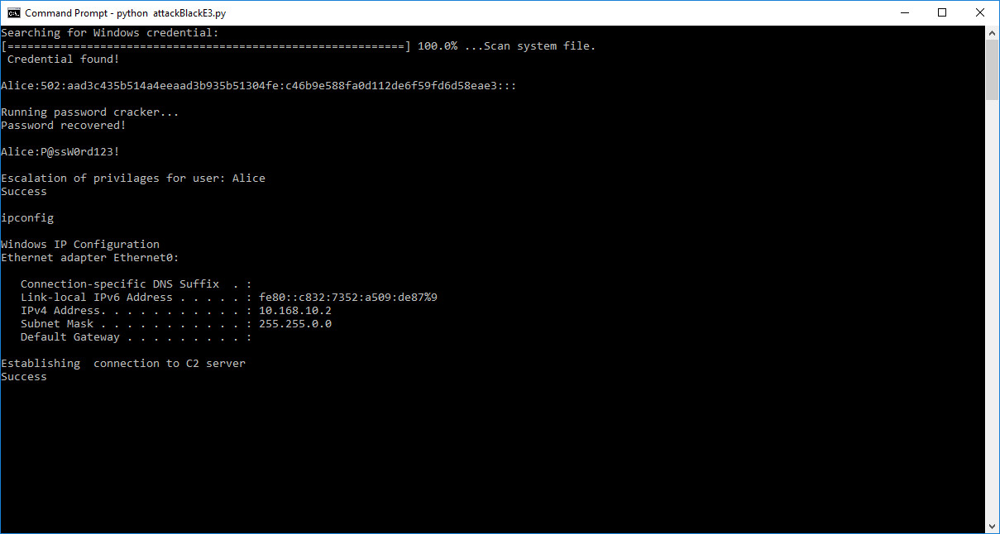 Command Prompt - python attackBlackE3.py
Searching for Windows credential:
[============================================================] 100.0% ...Scan system file.
Credential found!
Alice:502:aad3c435b514a4eeaad3b935b51304fe:c46b9e588fa0d112de6f59fd6d58eae3:::
Running password cracker...
Password recovered!
Alice:P@ssW0rd123!
Escalation of privilages for user: Alice
Success
ipconfig
Windows IP Configuration
Ethernet adapter Ethernet0:
Connection-specific DNS Suffix  . :
Link-local IPv6 Address . . . . . : fe80::c832:7352:a509:de87%9
IPv4 Address. . . . . . . . . . . : 10.168.10.2
Subnet Mask . . . . . . . . . . . : 255.255.0.0
Default Gateway . . . . . . . . . :
Establishing  connection to C2 server
Success